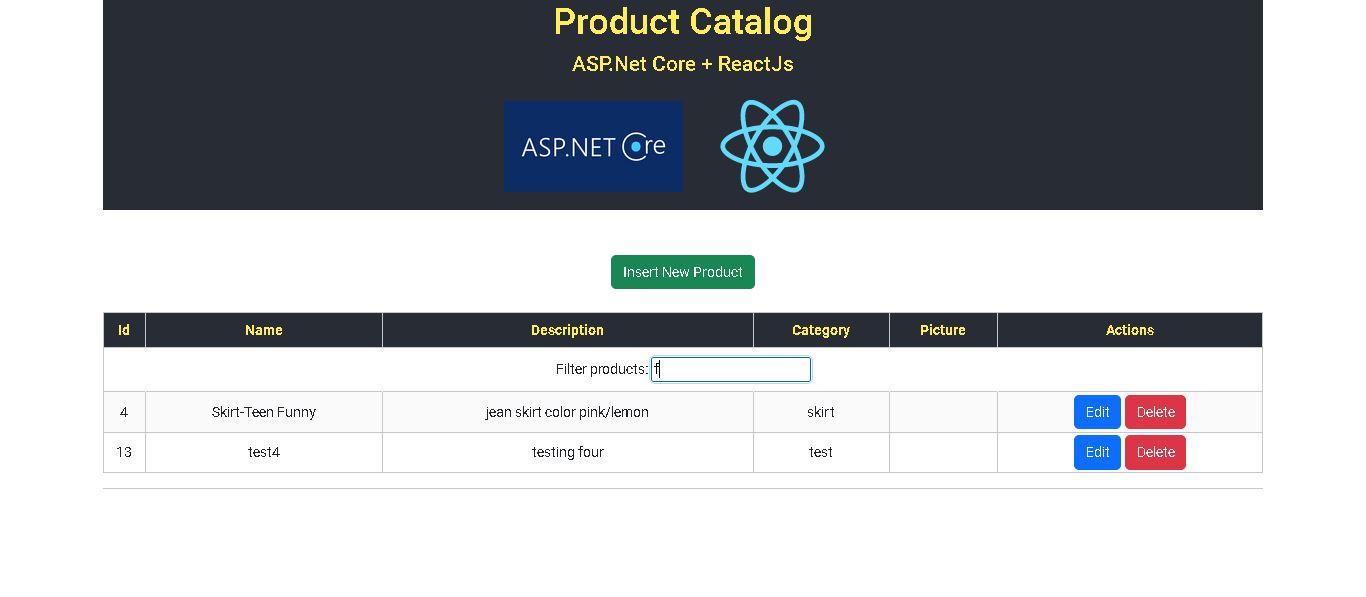 Product Catalog
ASP.Net Core + ReactJs
ASP.NET Core
Insert New Product
Id Name Description Category Picture Actions
Filter products: f
4 Skirt-Teen Funny jean skirt color pink/lemon skirt Edit Delete
13 test4 testing four test Edit Delete